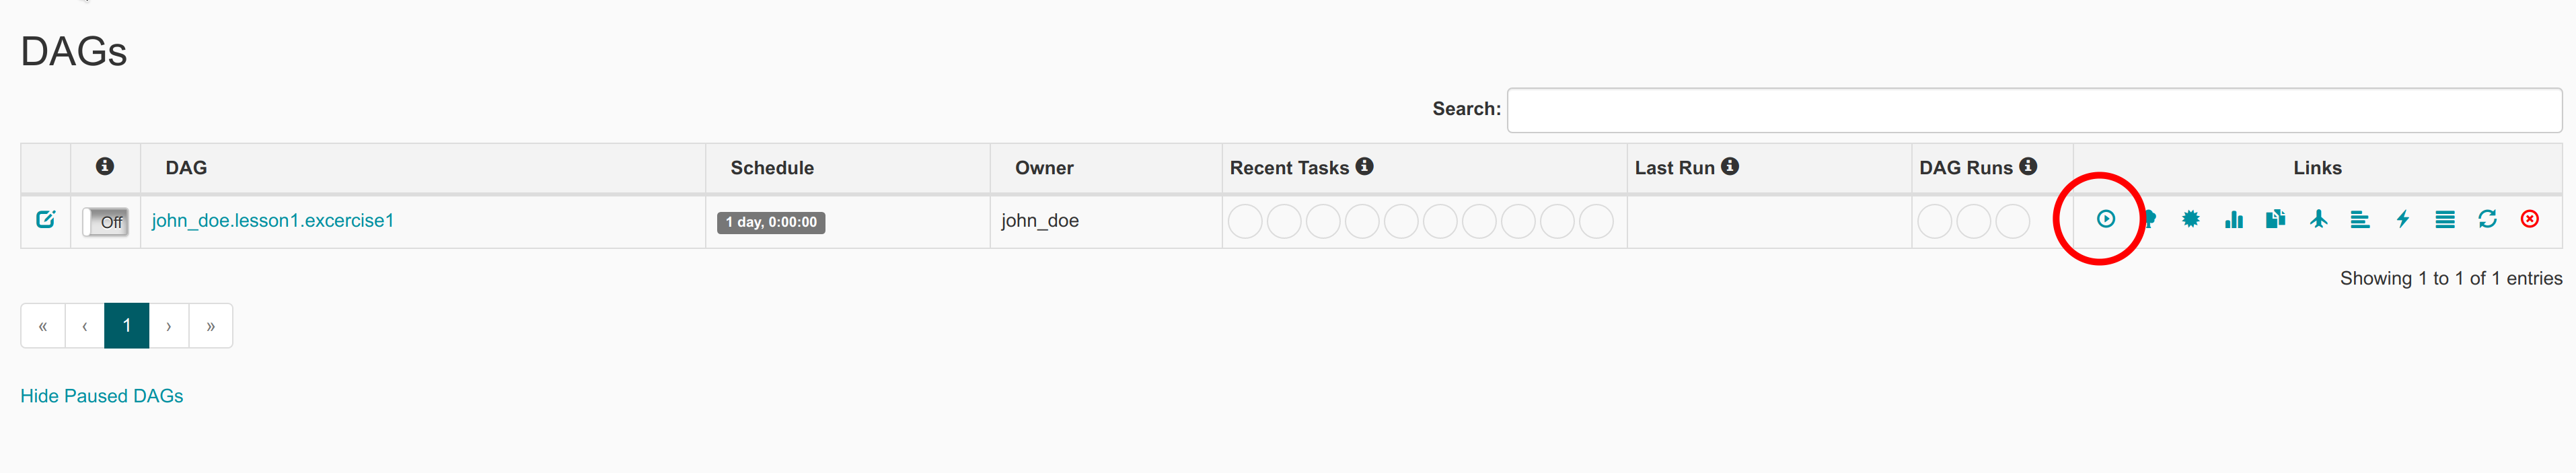 DAGs
Search:
DAG Schedule Owner Recent Tasks Last Run DAG Runs Links
Off john_doe.lesson1.excercise1 1 day, 0:00:00 john_doe
Showing 1 to 1 of 1 entries
« ‹ 1 › »
Hide Paused DAGs